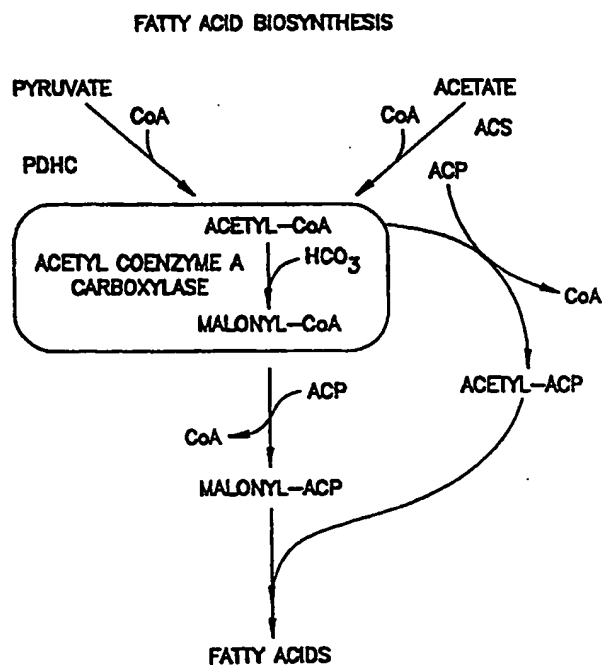 FATTY ACID BIOSYNTHESIS
PYRUVATE
ACETATE
CoA
CoA
ACS
PDHC
ACP
ACETYL-CoA
ACETYL COENZYME A
CARBOXYLASE
HCO3
CoA
MALONYL-CoA
ACP
ACETYL-ACP
CoA
MALONYL-ACP
FATTY ACIDS